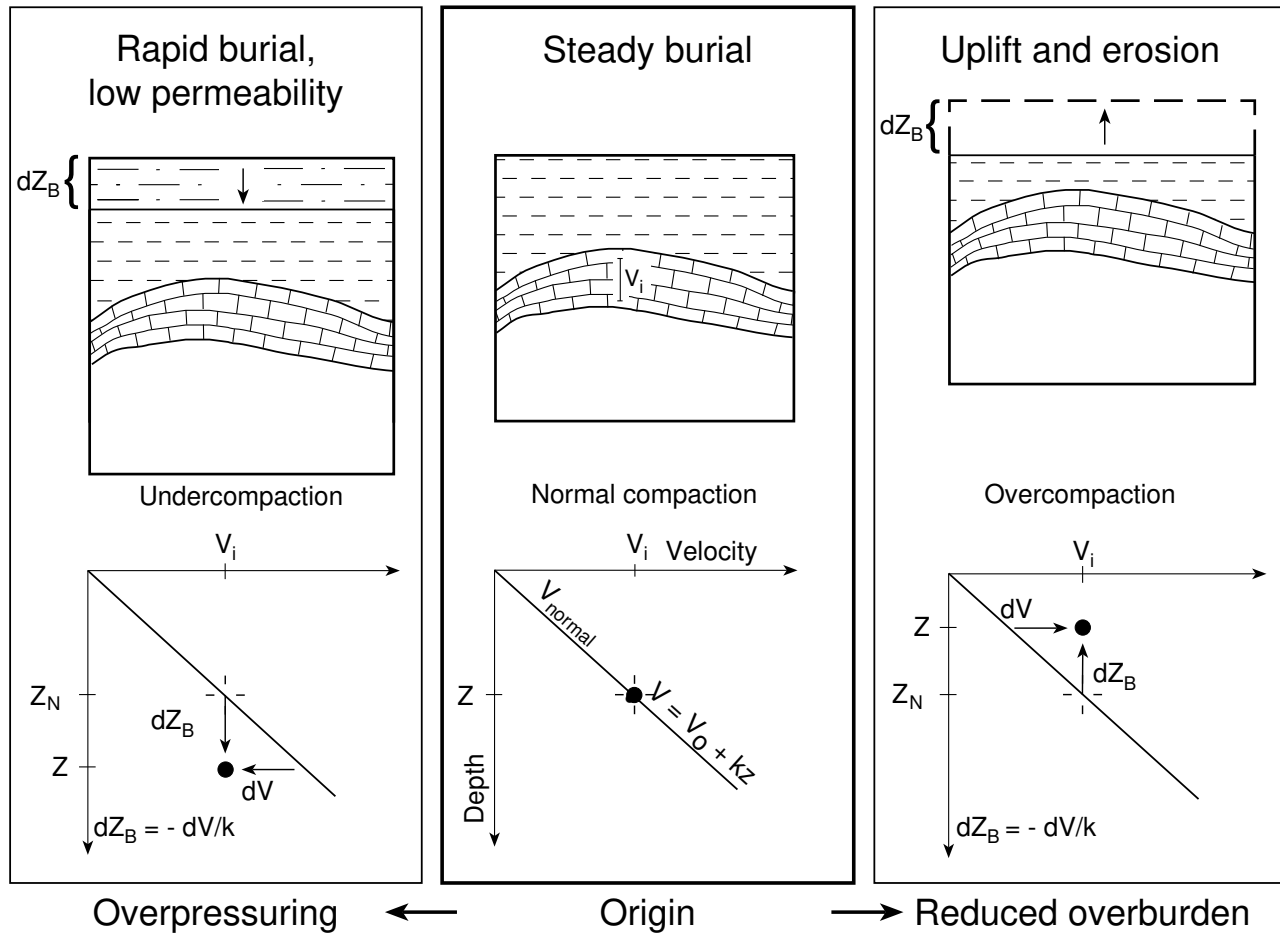 Rapid burial,
low permeability
dZB
Undercompaction
Vi
ZN
dZB
Z
dV
dZB = - dV/k
Steady burial
Vi
Normal compaction
Vi
Velocity
Vnormal
Z
V = Vo + kz
Depth
Uplift and erosion
dZB
Overcompaction
Vi
dV
Z
dZB
ZN
dZB = - dV/k
Overpressuring
Origin
Reduced overburden